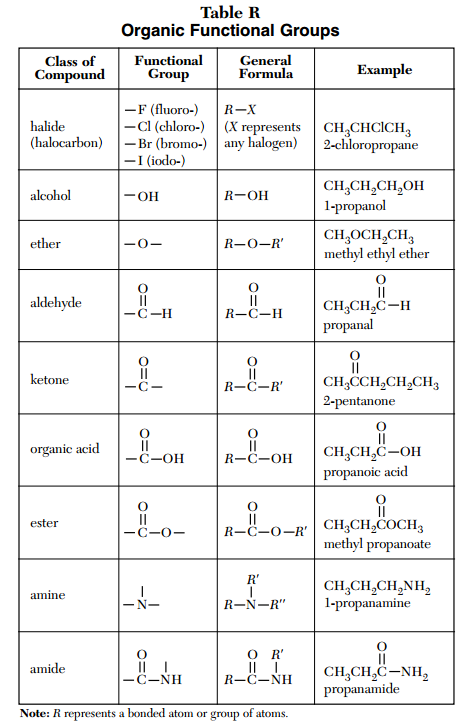 Table R
Organic Functional Groups
Class of Compound | Functional Group | General Formula | Example
halide (halocarbon) | —F (fluoro-) | R—X | CH₃CHClCH₃
—Cl (chloro-) | (X represents | 2-chloropropane
—Br (bromo-) | any halogen)
—I (iodo-)
alcohol | —OH | R—OH | CH₃CH₂CH₂OH
1-propanol
ether | —O— | R—O—R′ | CH₃OCH₂CH₃
methyl ethyl ether
O | O | O
|| | || | ||
aldehyde | —C—H | R—C—H | CH₃CH₂C—H
propanal
O | O | O
|| | || | ||
ketone | —C— | R—C—R′ | CH₃CCH₂CH₂CH₃
2-pentanone
O | O | O
|| | || | ||
organic acid | —C—OH | R—C—OH | CH₃CH₂C—OH
propanoic acid
O | O | O
|| | || | ||
ester | —C—O— | R—C—O—R′ | CH₃CH₂COCH₃
methyl propanoate
R′
| | |
amine | —N— | R—N—R″ | CH₃CH₂CH₂NH₂
1-propanamine
O | O R′ | O
|| | | || | | ||
amide | —C—NH | R—C—NH | CH₃CH₂C—NH₂
propanamide
Note: R represents a bonded atom or group of atoms.